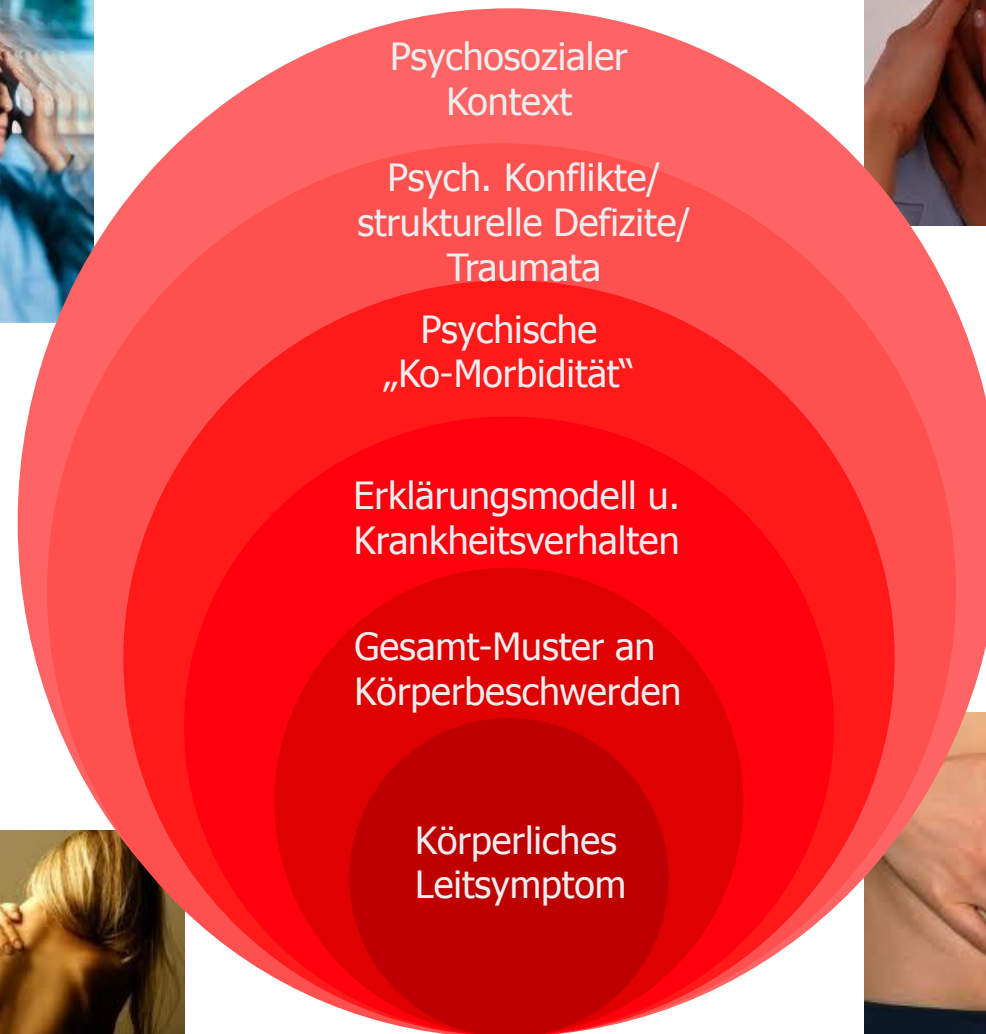 Psychosozialer
Kontext
Psych. Konflikte/
strukturelle Defizite/
Traumata
Psychische
„Ko-Morbidität“
Erklärungsmodell u.
Krankheitsverhalten
Gesamt-Muster an
Körperbeschwerden
Körperliches
Leitsymptom